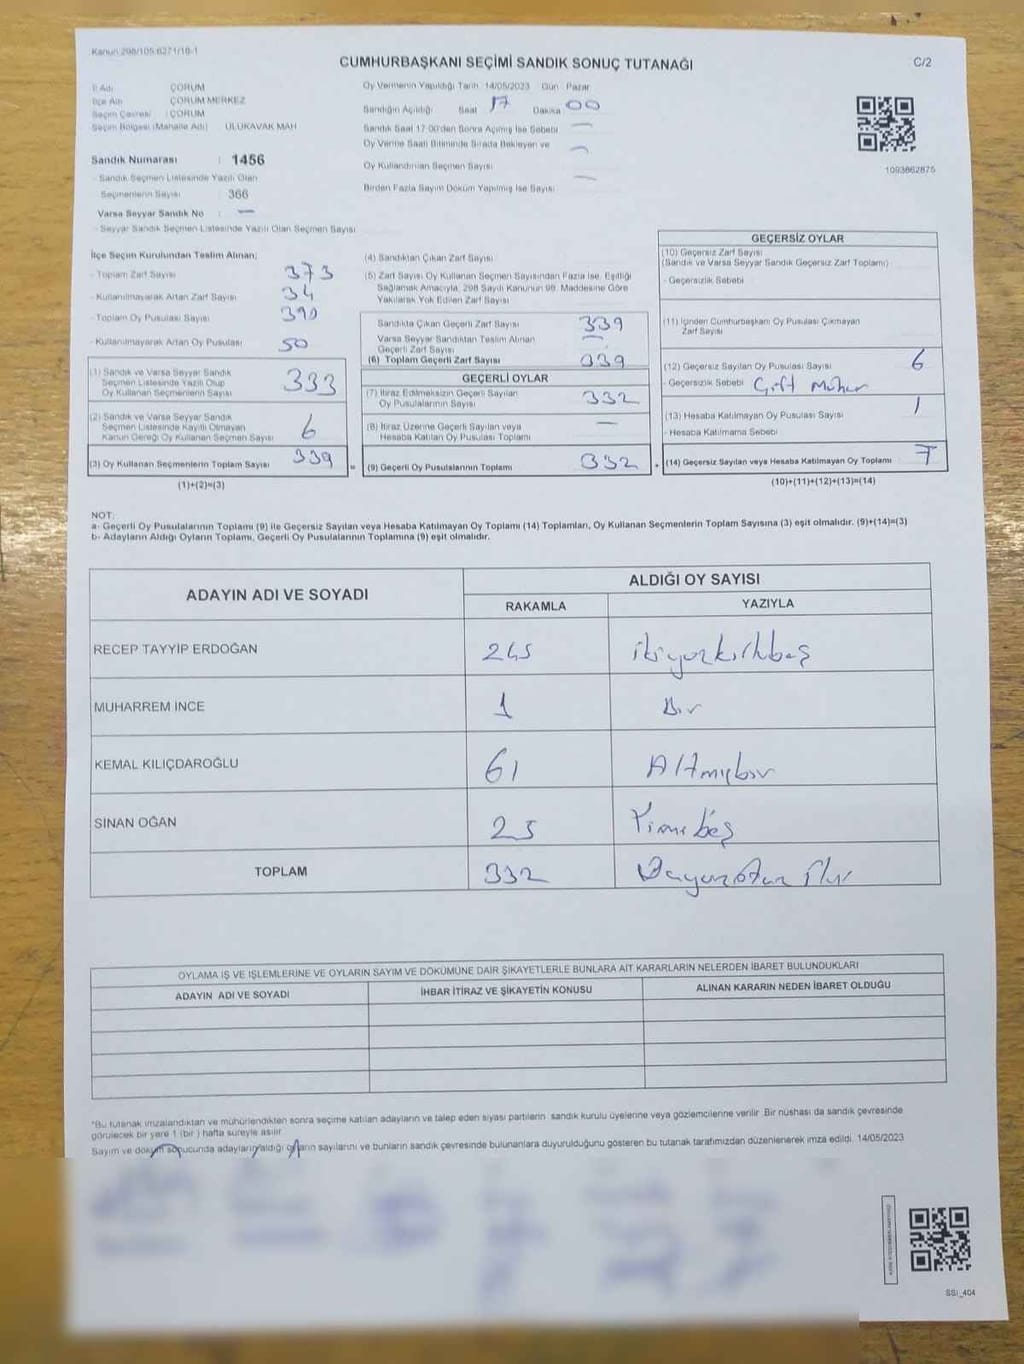 Kanun 298/105-6271/18-1
CUMHURBAŞKANI SEÇİMİ SANDIK SONUÇ TUTANAĞI
C/2
İl Adı : ÇORUM
İlçe Adı : ÇORUM MERKEZ
Seçim Çevresi : ÇORUM
Seçim Bölgesi (Mahalle Adı) : ULUKAVAK MAH
Sandık Numarası : 1456
- Sandık Seçmen Listesinde Yazılı Olan
Seçmenlerin Sayısı : 366
Varsa Seyyar Sandık No : —
- Seyyar Sandık Seçmen Listesinde Yazılı Olan Seçmen Sayısı
Oy Vermenin Yapıldığı Tarih 14/05/2023 Gün Pazar
Sandığın Açıldığı Saat 17 Dakika 00
Sandık Saat 17:00'den Sonra Açılmış İse Sebebi —
Oy Verme Saati Bitiminde Sırada Bekleyen ve
Oy Kullandırılan Seçmen Sayısı —
Birden Fazla Sayım Döküm Yapılmış İse Sayısı —
1093662875
İlçe Seçim Kurulundan Teslim Alınan;
- Toplam Zarf Sayısı 373
- Kullanılmayarak Artan Zarf Sayısı 34
- Toplam Oy Pusulası Sayısı 390
- Kullanılmayarak Artan Oy Pusulası 50
(1) Sandık ve Varsa Seyyar Sandık
Seçmen Listesinde Yazılı Olup
Oy Kullanan Seçmenlerin Sayısı 333
(2) Sandık ve Varsa Seyyar Sandık
Seçmen Listesinde Kayıtlı Olmayan
Kanun Gereği Oy Kullanan Seçmen Sayısı 6
(3) Oy Kullanan Seçmenlerin Toplam Sayısı 339
(1)+(2)=(3)
(4) Sandıktan Çıkan Zarf Sayısı
(5) Zarf Sayısı Oy Kullanan Seçmen Sayısından Fazla İse, Eşitliği
Sağlamak Amacıyla, 298 Sayılı Kanunun 98. Maddesine Göre
Yakılarak Yok Edilen Zarf Sayısı
Sandıkta Çıkan Geçerli Zarf Sayısı 339
Varsa Seyyar Sandıktan Teslim Alınan
Geçerli Zarf Sayısı —
(6) Toplam Geçerli Zarf Sayısı 339
GEÇERLİ OYLAR
(7) İtiraz Edilmeksizin Geçerli Sayılan
Oy Pusulalarının Sayısı 332
(8) İtiraz Üzerine Geçerli Sayılan veya
Hesaba Katılan Oy Pusulası Toplamı —
= (9) Geçerli Oy Pusulalarının Toplamı 332
GEÇERSİZ OYLAR
(10) Geçersiz Zarf Sayısı
(Sandık ve Varsa Seyyar Sandık Geçersiz Zarf Toplamı)
- Geçersizlik Sebebi
(11) İçinden Cumhurbaşkanı Oy Pusulası Çıkmayan
Zarf Sayısı
(12) Geçersiz Sayılan Oy Pusulası Sayısı 6
- Geçersizlik Sebebi Çift Mühür
(13) Hesaba Katılmayan Oy Pusulası Sayısı 1
- Hesaba Katılmama Sebebi
+ (14) Geçersiz Sayılan veya Hesaba Katılmayan Oy Toplamı 7
(10)+(11)+(12)+(13)=(14)
NOT:
a- Geçerli Oy Pusulalarının Toplamı (9) ile Geçersiz Sayılan veya Hesaba Katılmayan Oy Toplamı (14) Toplamları, Oy Kullanan Seçmenlerin Toplam Sayısına (3) eşit olmalıdır. (9)+(14)=(3)
b- Adayların Aldığı Oyların Toplamı, Geçerli Oy Pusulalarının Toplamına (9) eşit olmalıdır.
ADAYIN ADI VE SOYADI
ALDIĞI OY SAYISI
RAKAMLA YAZIYLA
RECEP TAYYİP ERDOĞAN 245 ikiyüzkırkbeş
MUHARREM İNCE 1 Bir
KEMAL KILIÇDAROĞLU 61 Altmışbir
SİNAN OĞAN 25 Yirmibeş
TOPLAM 332
OYLAMA İŞ VE İŞLEMLERİNE VE OYLARIN SAYIM VE DÖKÜMÜNE DAİR ŞİKAYETLERLE BUNLARA AİT KARARLARIN NELERDEN İBARET BULUNDUKLARI
ADAYIN ADI VE SOYADI
İHBAR İTİRAZ VE ŞİKAYETİN KONUSU
ALINAN KARARIN NEDEN İBARET OLDUĞU
*Bu tutanak imzalandıktan ve mühürlendikten sonra seçime katılan adayların ve talep eden siyasi partilerin sandık kurulu üyelerine veya gözlemcilerine verilir. Bir nüshası da sandık çevresinde
görülecek bir yere 1 (bir) hafta süreyle asılır.
Sayım ve döküm sonucunda adayların aldığı oyların sayılarını ve bunların sandık çevresinde bulunanlara duyurulduğunu gösteren bu tutanak tarafımızdan düzenlenerek imza edildi. 14/05/2023
SSI_404